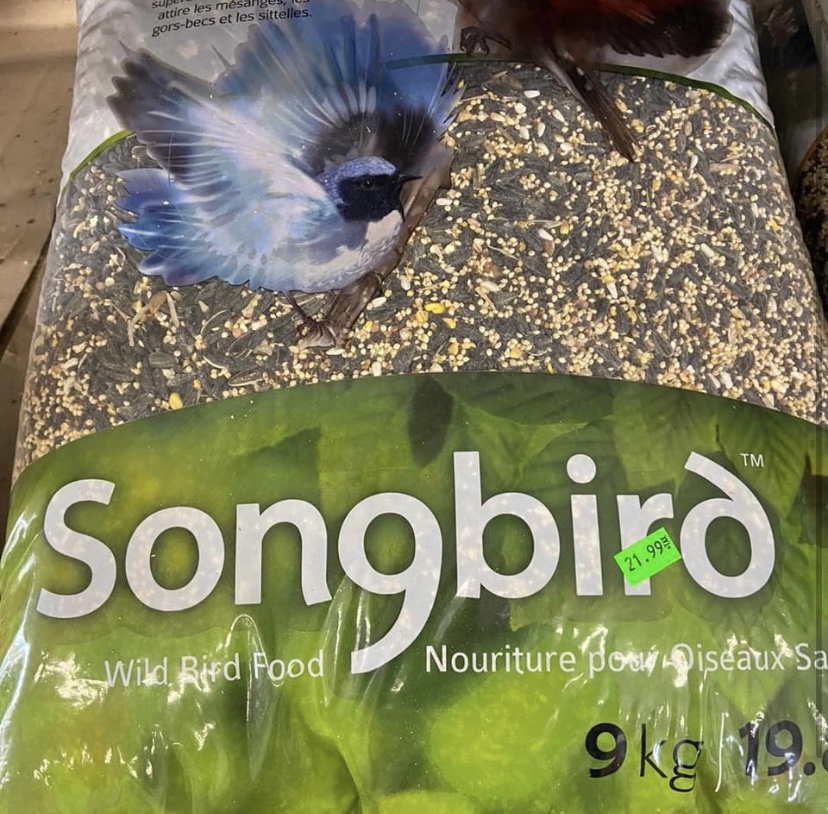 attire les mésanges, les
gors-becs et les sittelles.
Songbird™
21.99
Wild Bird Food
Nouriture pour Oiseaux Sa
9kg | 19.